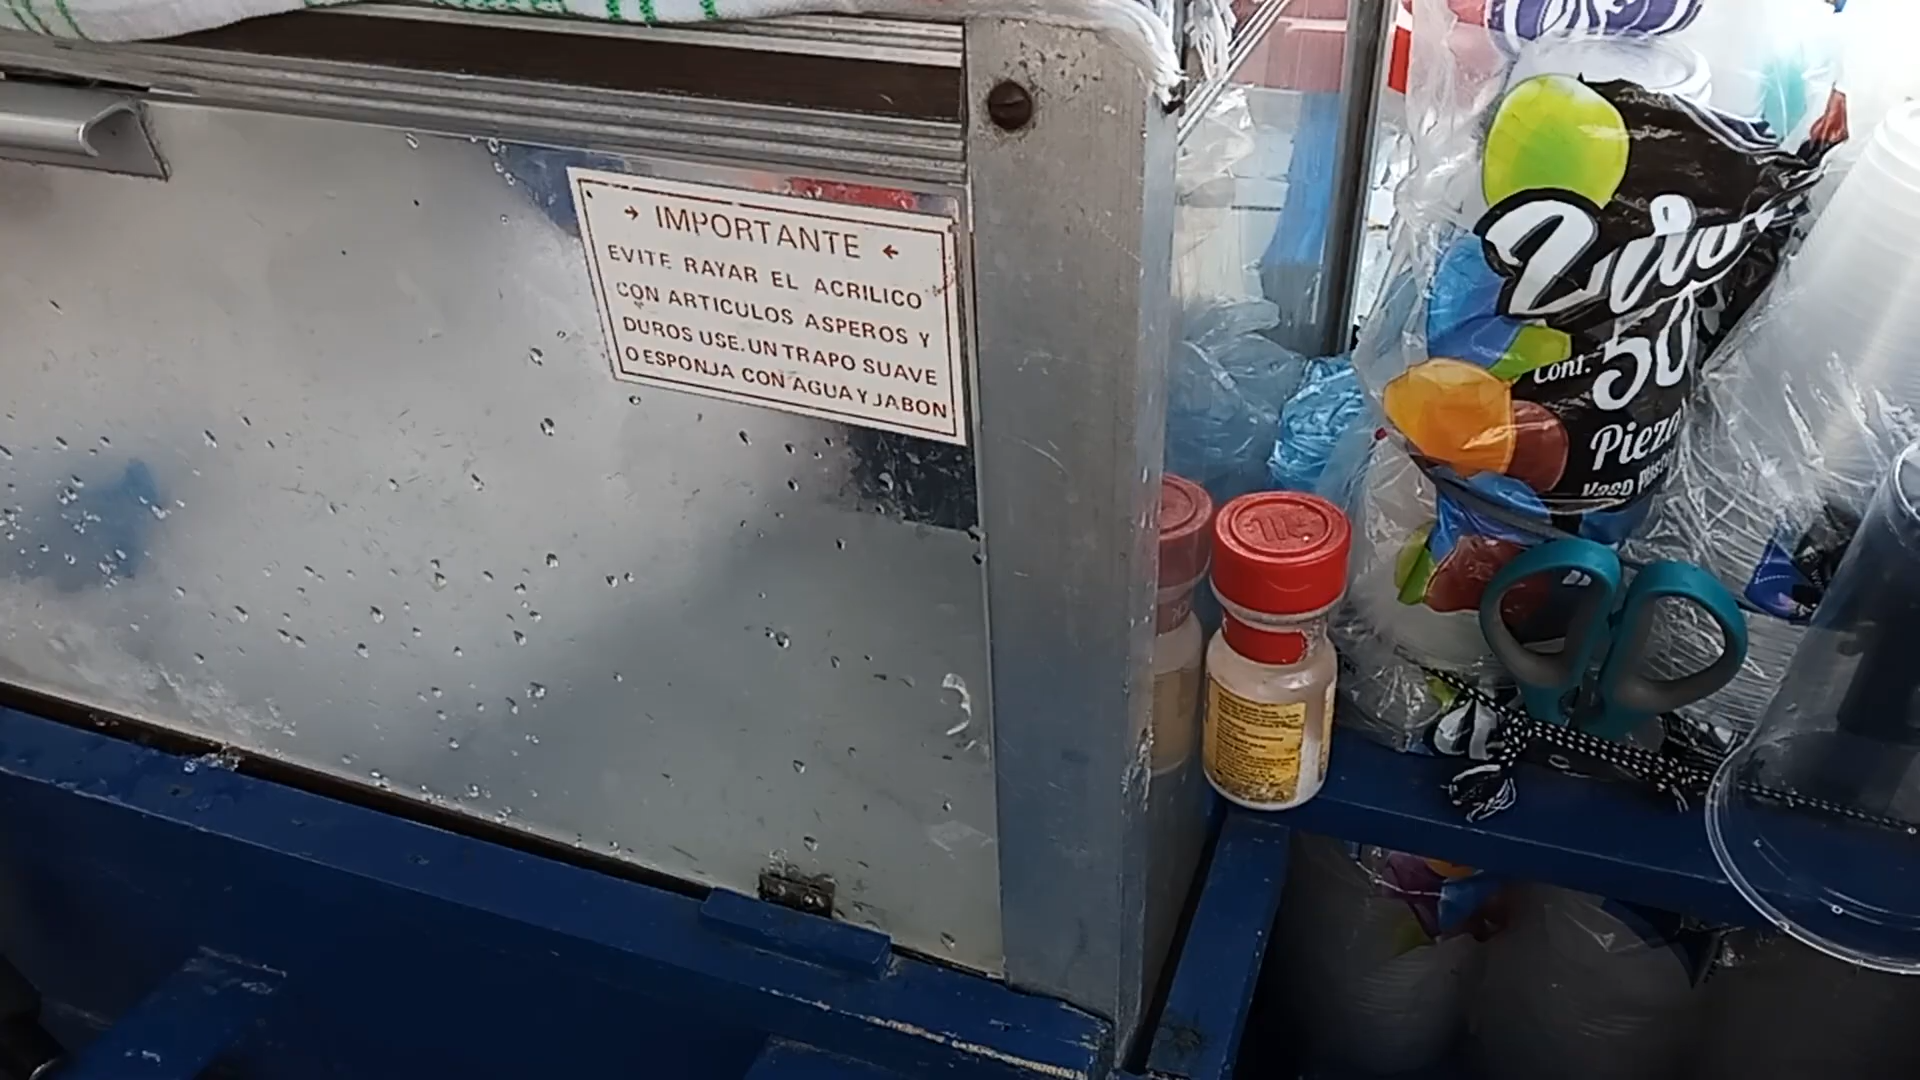 → IMPORTANTE ←
EVITE RAYAR EL ACRILICO
CON ARTICULOS ASPEROS Y
DUROS USE.UN TRAPO SUAVE
O ESPONJA CON AGUA Y JABON
Cont. 50
Vaso